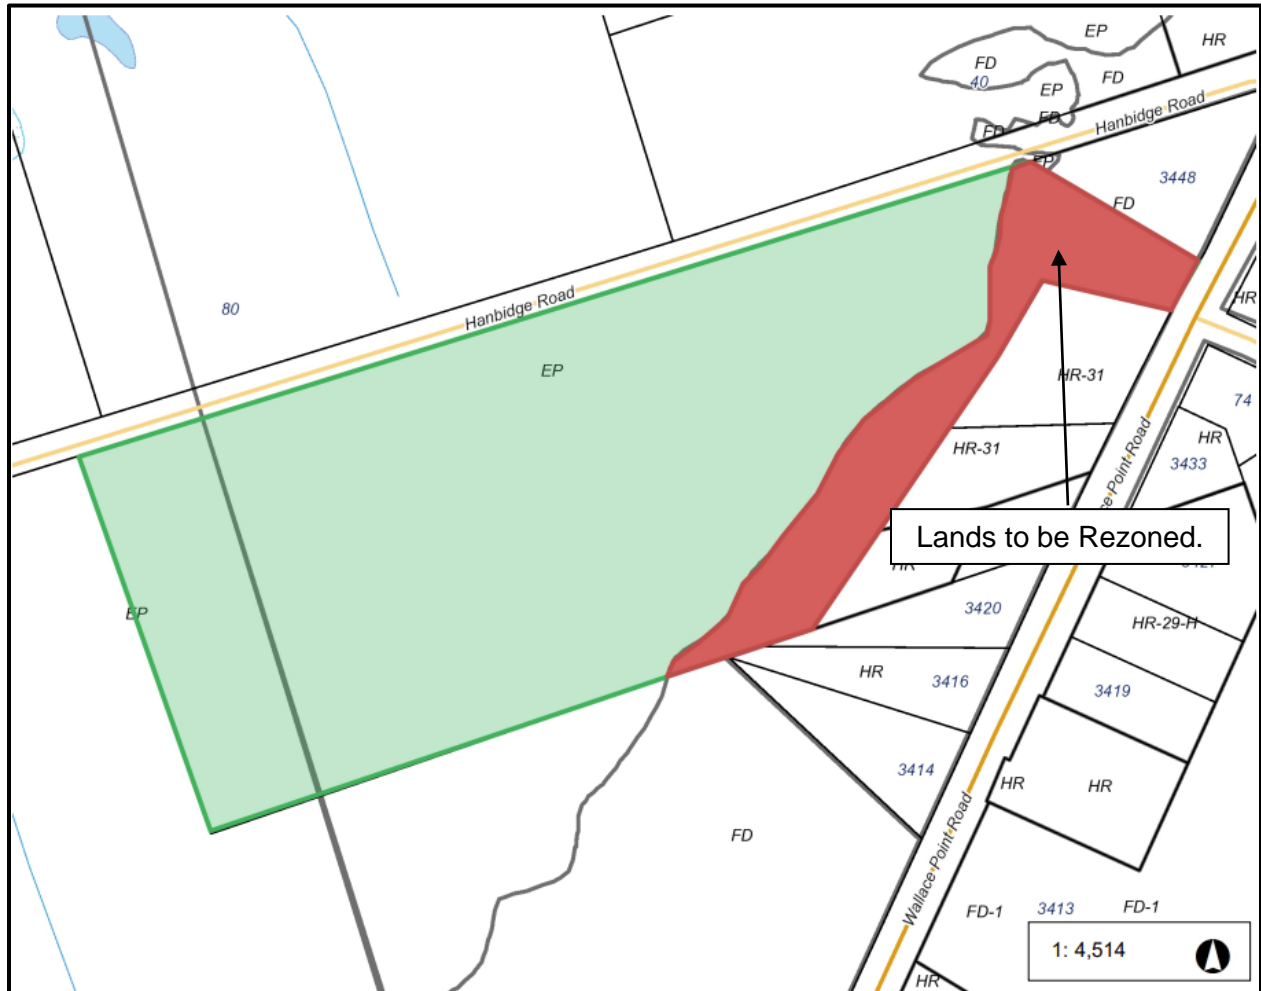 EP
HR
FD
40
FD
EP
FD
FD
Hanbidge Road
EP
3448
FD
80
Hanbidge Road
HR
EP
HR-31
74
HR-31
HR
3433
Lands to be Rezoned.
HR
EP
3420
HR-29-H
HR
3416
3419
3414
HR
HR
FD
Wallace Point Road
FD-1
3413
FD-1
1: 4,514
HR